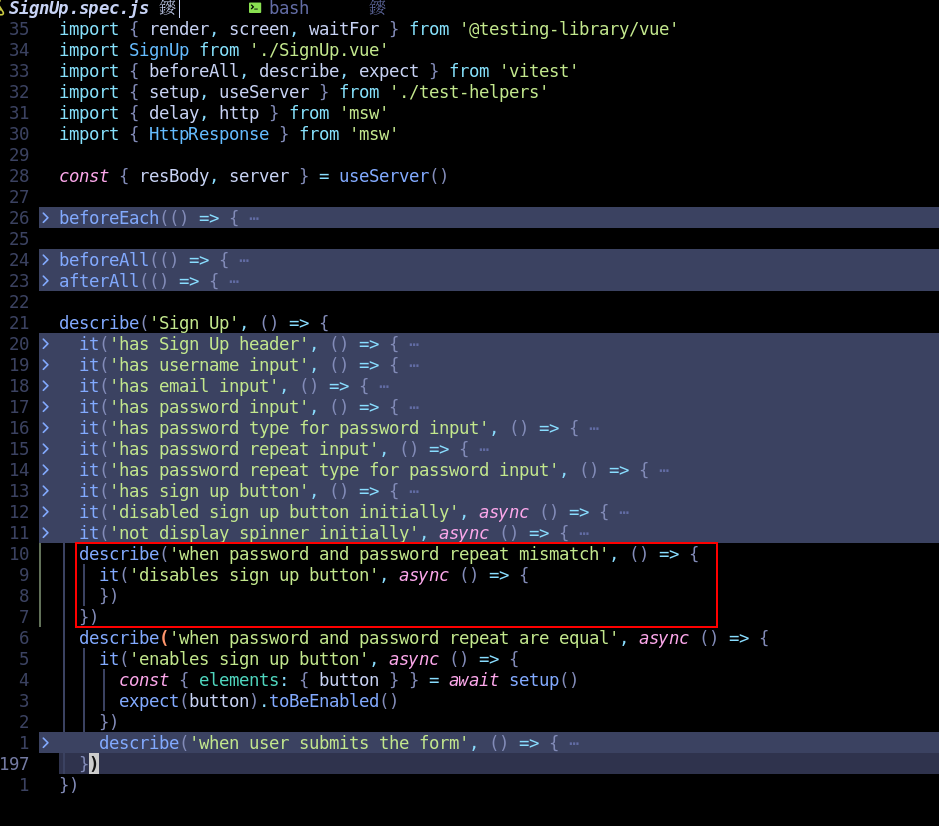 SignUp.spec.js 鍐 bash 鍐
35 import { render, screen, waitFor } from '@testing-library/vue'
34 import SignUp from './SignUp.vue'
33 import { beforeAll, describe, expect } from 'vitest'
32 import { setup, useServer } from './test-helpers'
31 import { delay, http } from 'msw'
30 import { HttpResponse } from 'msw'
29
28 const { resBody, server } = useServer()
27
26 > beforeEach(() => { ⋯
25
24 > beforeAll(() => { ⋯
23 > afterAll(() => { ⋯
22
21 describe('Sign Up', () => {
20 > it('has Sign Up header', () => { ⋯
19 > it('has username input', () => { ⋯
18 > it('has email input', () => { ⋯
17 > it('has password input', () => { ⋯
16 > it('has password type for password input', () => { ⋯
15 > it('has password repeat input', () => { ⋯
14 > it('has password repeat type for password input', () => { ⋯
13 > it('has sign up button', () => { ⋯
12 > it('disabled sign up button initially', async () => { ⋯
11 > it('not display spinner initially', async () => { ⋯
10 describe('when password and password repeat mismatch', () => {
9 it('disables sign up button', async () => {
8 })
7 })
6 describe('when password and password repeat are equal', async () => {
5 it('enables sign up button', async () => {
4 const { elements: { button } } = await setup()
3 expect(button).toBeEnabled()
2 })
1 > describe('when user submits the form', () => { ⋯
197 })
1 })